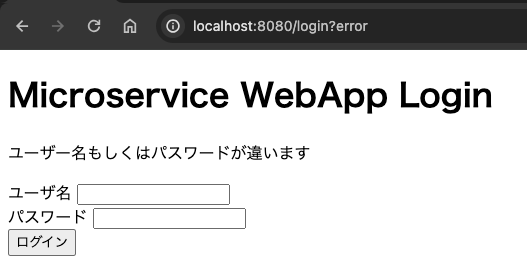 localhost:8080/login?error
Microservice WebApp Login
ユーザー名もしくはパスワードが違います
ユーザ名
パスワード
ログイン